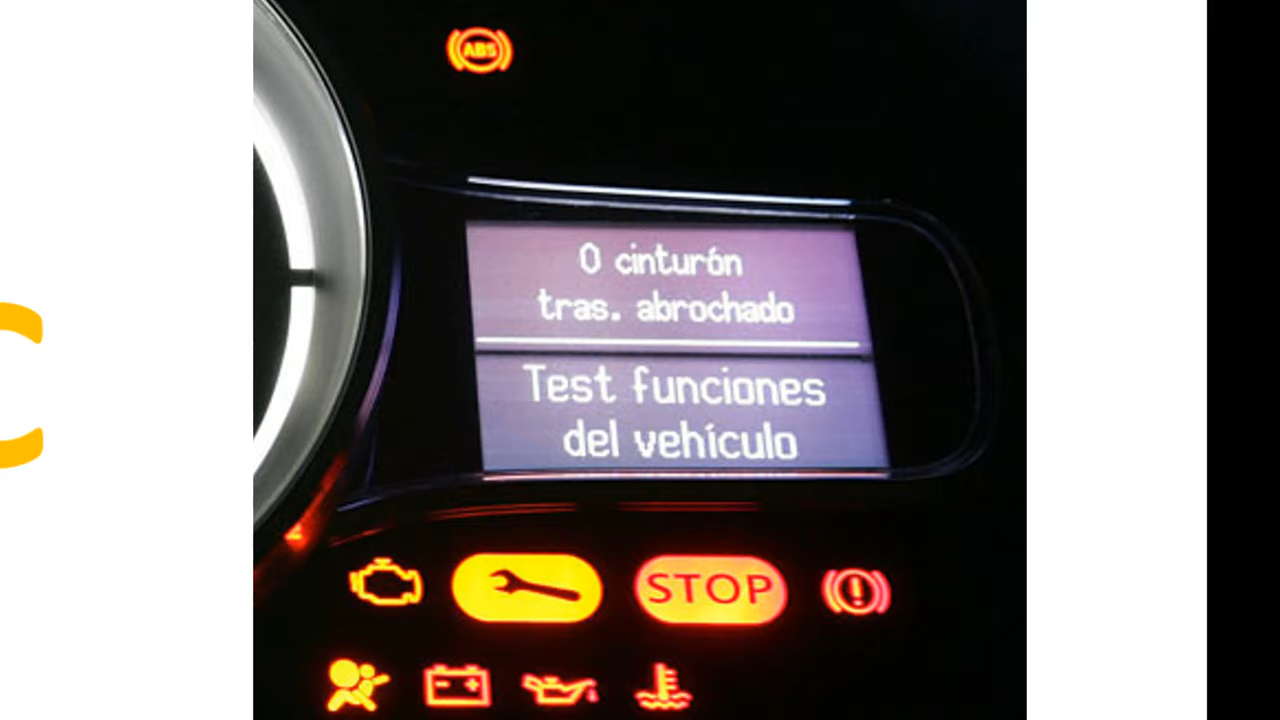 C
ABS
0 cinturón
tras. abrochado
Test funciones
del vehículo
STOP